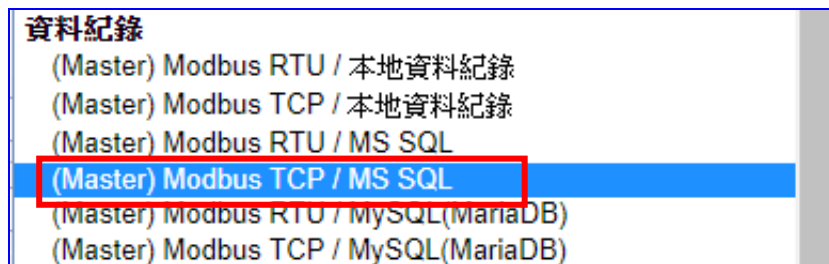 資料紀錄
(Master) Modbus RTU / 本地資料紀錄
(Master) Modbus TCP / 本地資料紀錄
(Master) Modbus RTU / MS SQL
(Master) Modbus TCP / MS SQL
(Master) Modbus RTU / MySQL(MariaDB)
(Master) Modbus TCP / MySQL(MariaDB)